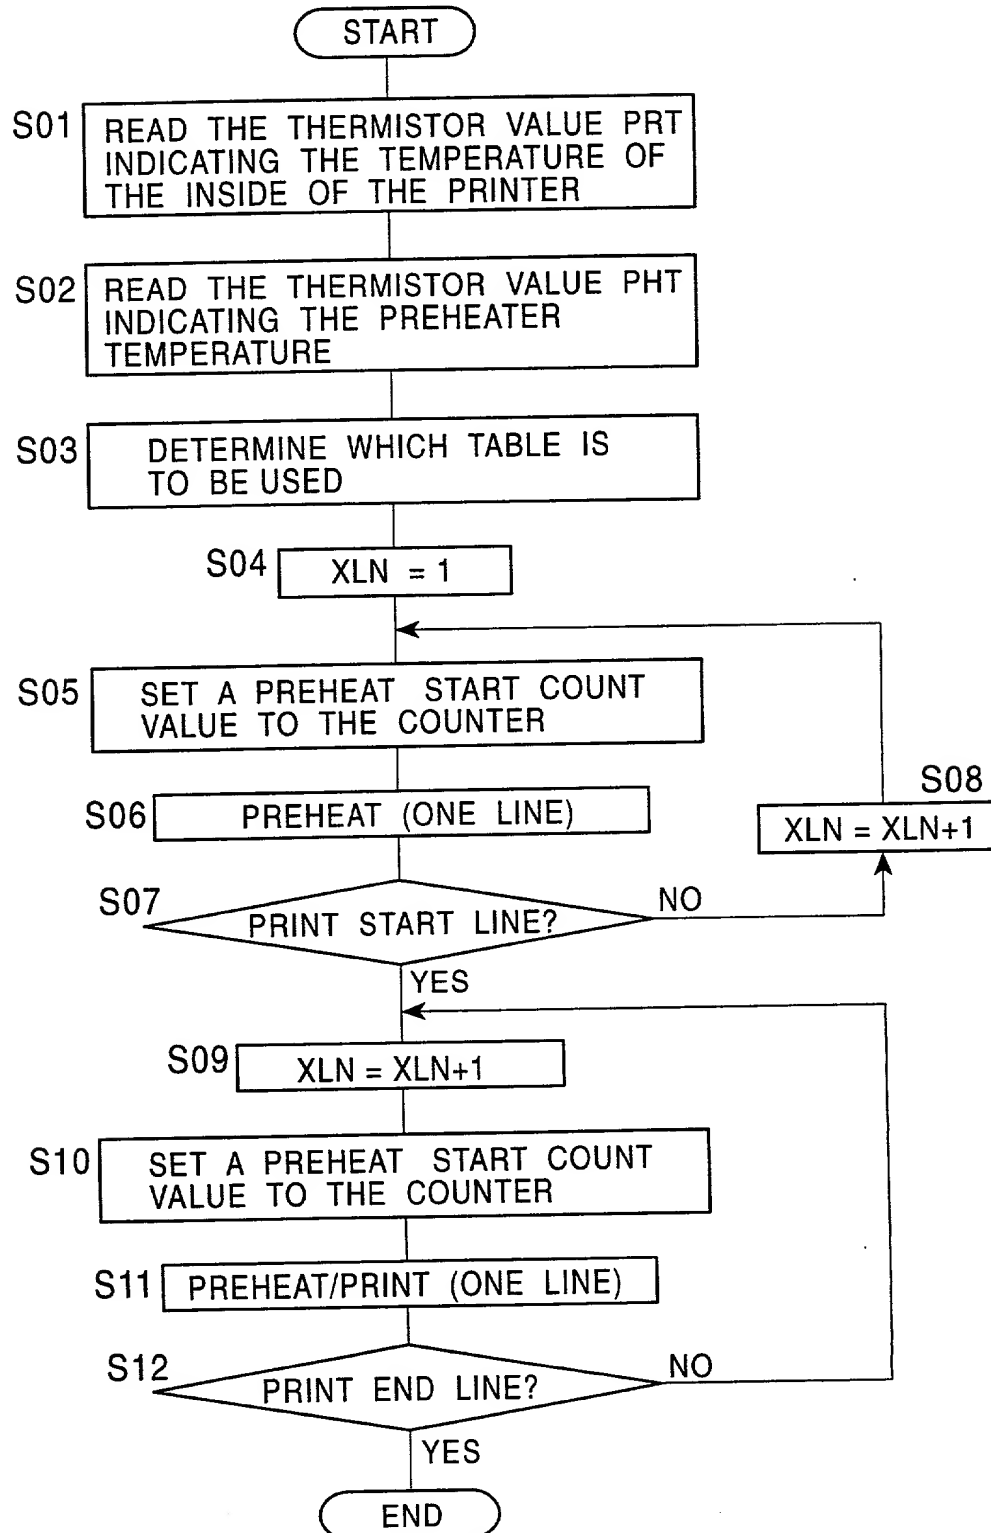 START
S01
READ THE THERMISTOR VALUE PRT
INDICATING THE TEMPERATURE OF
THE INSIDE OF THE PRINTER
S02
READ THE THERMISTOR VALUE PHT
INDICATING THE PREHEATER
TEMPERATURE
S03
DETERMINE WHICH TABLE IS
TO BE USED
S04
XLN = 1
S05
SET A PREHEAT START COUNT
VALUE TO THE COUNTER
S06
PREHEAT (ONE LINE)
S08
XLN = XLN+1
S07
PRINT START LINE?
NO
YES
S09
XLN = XLN+1
S10
SET A PREHEAT START COUNT
VALUE TO THE COUNTER
S11
PREHEAT/PRINT (ONE LINE)
S12
PRINT END LINE?
NO
YES
END